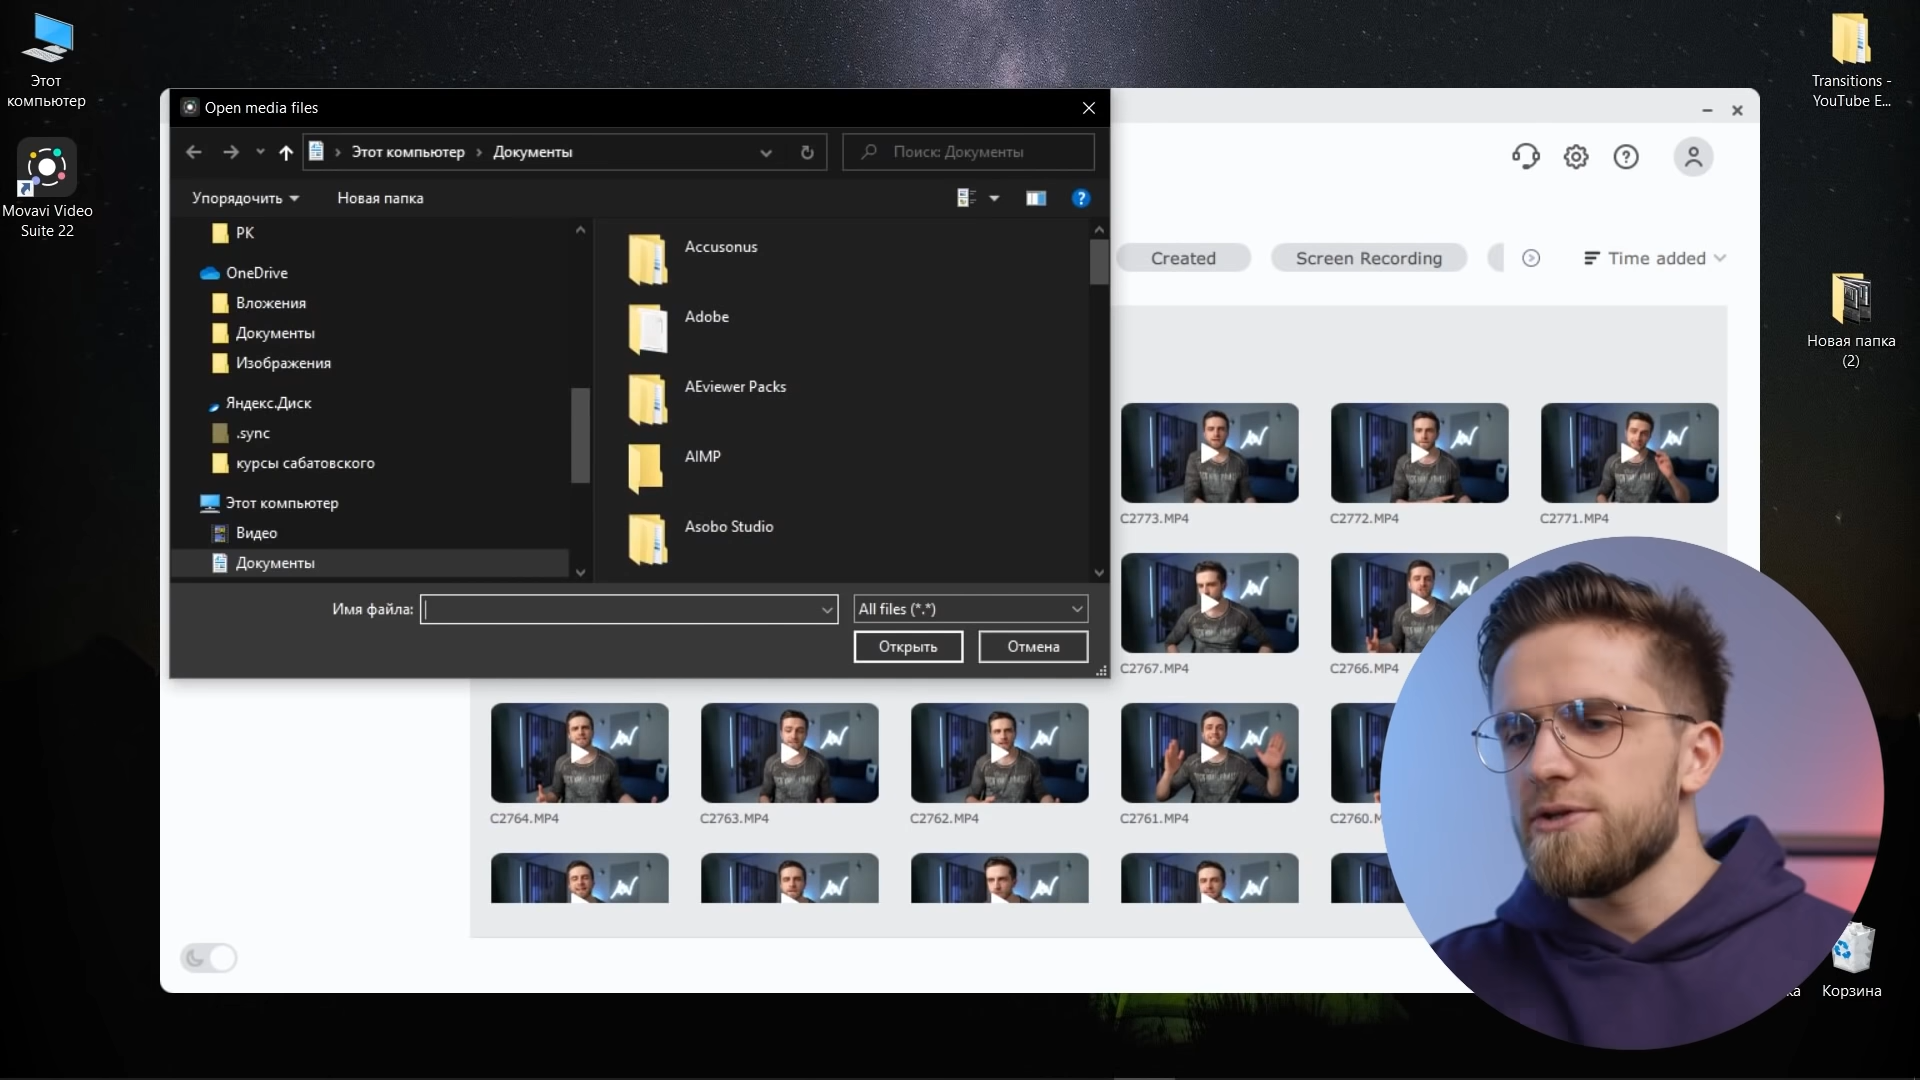 Этот
компьютер
Movavi Video
Suite 22
Transitions -
YouTube E...
Новая папка
(2)
Корзина
Open media files
Этот компьютер
Документы
Поиск: Документы
Упорядочить
Новая папка
РК
OneDrive
Вложения
Документы
Изображения
Яндекс.Диск
.sync
курсы сабатовского
Этот компьютер
Видео
Документы
Accusonus
Adobe
AEviewer Packs
AIMP
Asobo Studio
Имя файла:
All files (*.*)
Открыть
Отмена
Created
Screen Recording
Time added
C2773.MP4
C2772.MP4
C2771.MP4
C2767.MP4
C2766.MP4
C2764.MP4
C2763.MP4
C2762.MP4
C2761.MP4
C2760.M